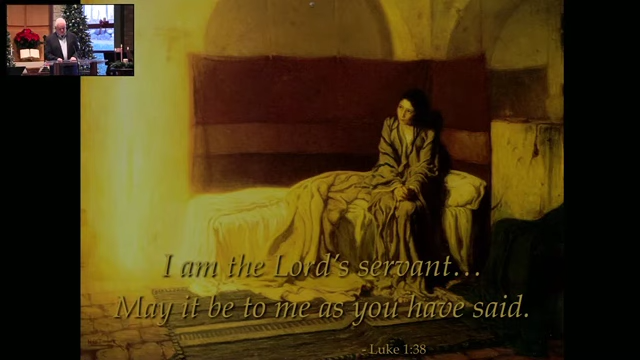 I am the Lord's servant…
May it be to me as you have said.
- Luke 1:38